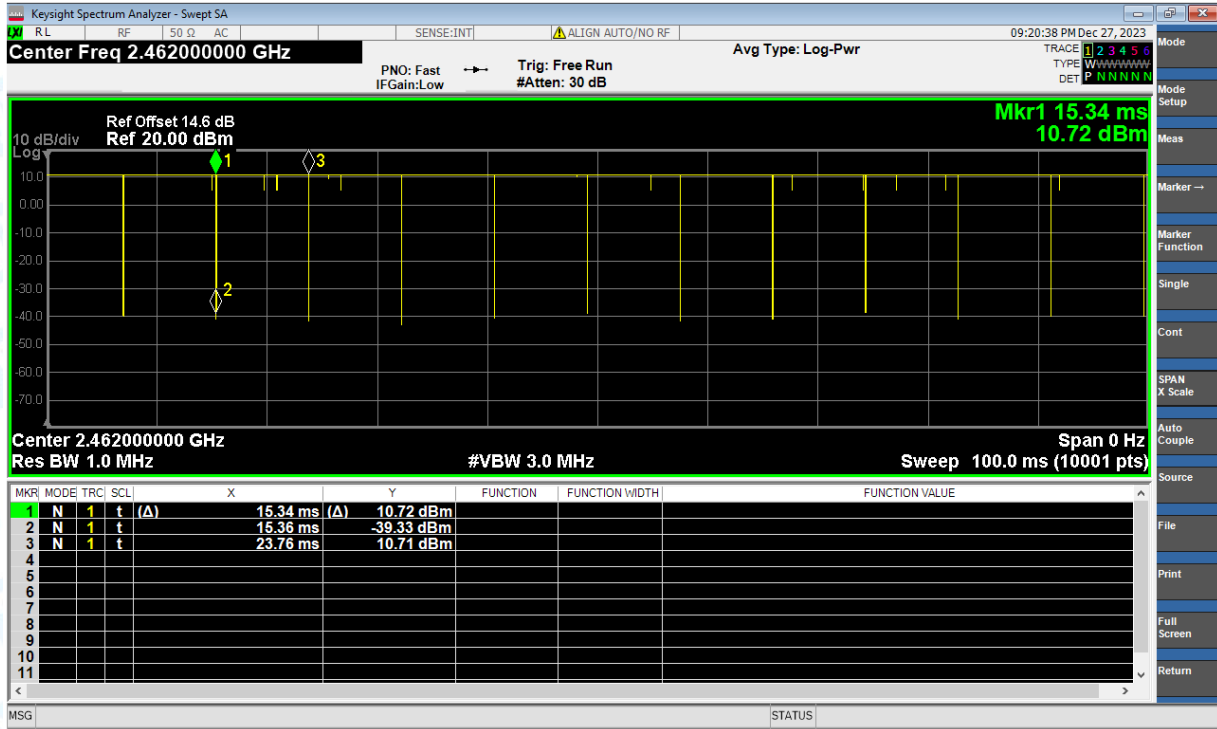 Keysight Spectrum Analyzer - Swept SA
LXI RL RF 50 Ω AC SENSE:INT ALIGN AUTO/NO RF 09:20:38 PM Dec 27, 2023
Center Freq 2.462000000 GHz
Avg Type: Log-Pwr
TRACE 1 2 3 4 5 6
TYPE WWWWWW
DET P N N N N N
PNO: Fast
IFGain:Low
Trig: Free Run
#Atten: 30 dB
Mkr1 15.34 ms
10.72 dBm
Ref Offset 14.6 dB
10 dB/div Ref 20.00 dBm
Log
1
3
2
10.0
0.00
-10.0
-20.0
-30.0
-40.0
-50.0
-60.0
-70.0
Center 2.462000000 GHz Span 0 Hz
Res BW 1.0 MHz #VBW 3.0 MHz Sweep 100.0 ms (10001 pts)
MKR MODE TRC SCL X Y FUNCTION FUNCTION WIDTH FUNCTION VALUE
1 N 1 t (Δ) 15.34 ms (Δ) 10.72 dBm
2 N 1 t 15.36 ms -39.33 dBm
3 N 1 t 23.76 ms 10.71 dBm
4
5
6
7
8
9
10
11
MSG STATUS
Mode
Mode
Setup
Meas
Marker →
Marker
Function
Single
Cont
SPAN
X Scale
Auto
Couple
Source
File
Print
Full
Screen
Return